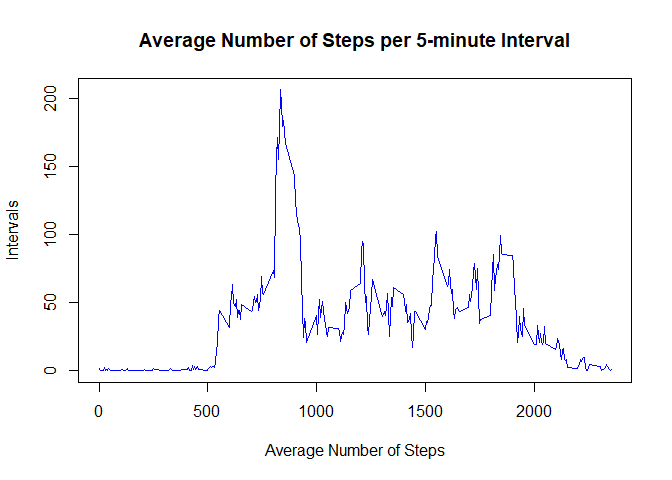 Average Number of Steps per 5-minute Interval
Intervals
200
150
100
50
0
0 500 1000 1500 2000
Average Number of Steps